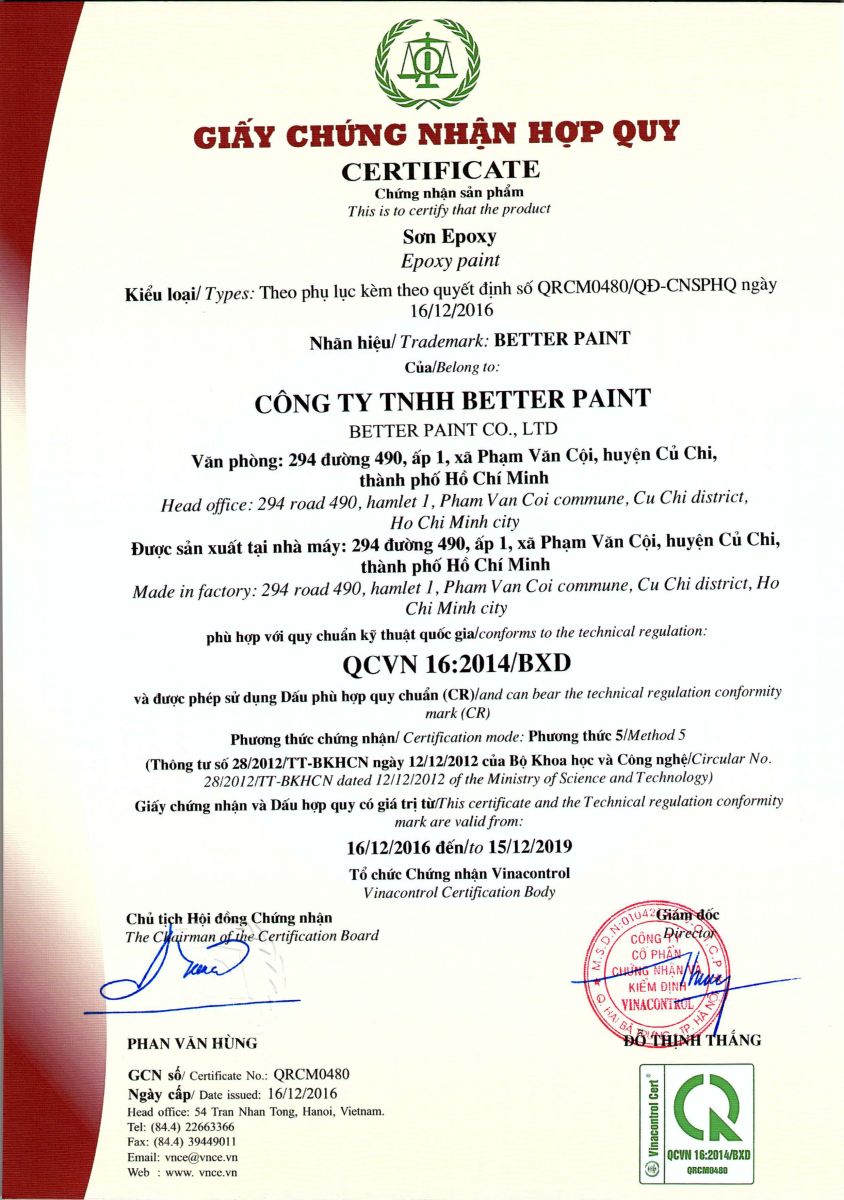 GIẤY CHỨNG NHẬN HỢP QUY
CERTIFICATE
Chứng nhận sản phẩm
This is to certify that the product
Sơn Epoxy
Epoxy paint
Kiểu loại/ Types: Theo phụ lục kèm theo quyết định số QRCM0480/QĐ-CNSPHQ ngày
16/12/2016
Nhãn hiệu/ Trademark: BETTER PAINT
Của/Belong to:
CÔNG TY TNHH BETTER PAINT
BETTER PAINT CO., LTD
Văn phòng: 294 đường 490, ấp 1, xã Phạm Văn Cội, huyện Củ Chi,
thành phố Hồ Chí Minh
Head office: 294 road 490, hamlet 1, Pham Van Coi commune, Cu Chi district,
Ho Chi Minh city
Được sản xuất tại nhà máy: 294 đường 490, ấp 1, xã Phạm Văn Cội, huyện Củ Chi,
thành phố Hồ Chí Minh
Made in factory: 294 road 490, hamlet 1, Pham Van Coi commune, Cu Chi district, Ho
Chi Minh city
phù hợp với quy chuẩn kỹ thuật quốc gia/conforms to the technical regulation:
QCVN 16:2014/BXD
và được phép sử dụng Dấu phù hợp quy chuẩn (CR)/and can bear the technical regulation conformity
mark (CR)
Phương thức chứng nhận/ Certification mode: Phương thức 5/Method 5
(Thông tư số 28/2012/TT-BKHCN ngày 12/12/2012 của Bộ Khoa học và Công nghệ/Circular No.
28/2012/TT-BKHCN dated 12/12/2012 of the Ministry of Science and Technology)
Giấy chứng nhận và Dấu hợp quy có giá trị từ/This certificate and the Technical regulation conformity
mark are valid from:
16/12/2016 đến/to 15/12/2019
Tổ chức Chứng nhận Vinacontrol
Vinacontrol Certification Body
Chủ tịch Hội đồng Chứng nhận
The Chairman of the Certification Board
Giám đốc
Director
CÔNG TY
CỔ PHẦN
CHỨNG NHẬN VÀ
KIỂM ĐỊNH
VINACONTROL
Q. HAI BÀ TRƯNG - TP. HÀ NỘI
PHAN VĂN HÙNG
ĐỖ THỊNH THẮNG
GCN số/ Certificate No.: QRCM0480
Ngày cấp/ Date issued: 16/12/2016
Head office: 54 Tran Nhan Tong, Hanoi, Vietnam.
Tel: (84.4) 22663366
Fax: (84.4) 39449011
Email: vnce@vnce.vn
Web : www. vnce.vn
Vinacontrol Cert ®
QCVN 16:2014/BXD
QRCM0480